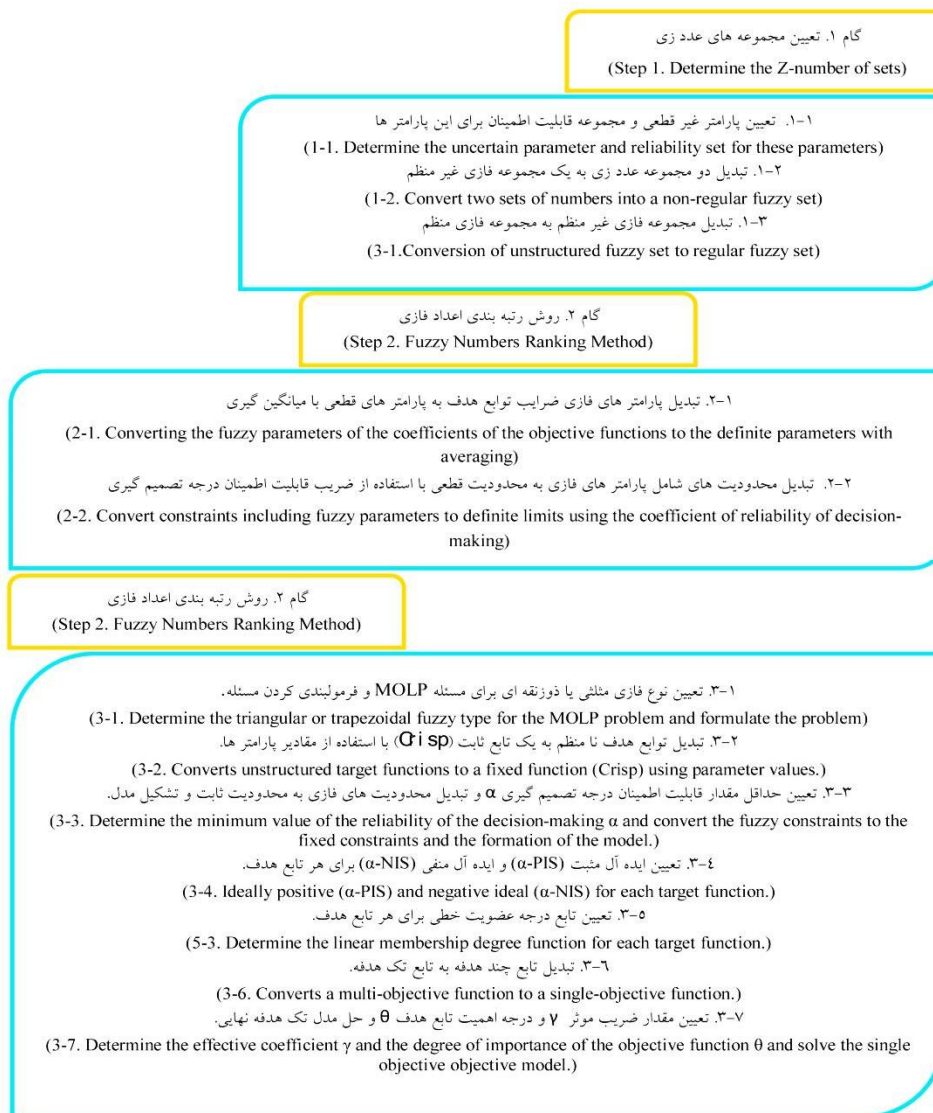 گام ۱. تعیین مجموعه های عدد زی
(Step 1. Determine the Z-number of sets)
۱-۱. تعیین پارامتر غیر قطعی و مجموعه قابلیت اطمینان برای این پارامتر ها
(1-1. Determine the uncertain parameter and reliability set for these parameters)
۱-۲. تبدیل دو مجموعه عدد زی به یک مجموعه فازی غیر منظم
(1-2. Convert two sets of numbers into a non-regular fuzzy set)
۱-۳. تبدیل مجموعه فازی غیر منظم به مجموعه فازی منظم
(3-1.Conversion of unstructured fuzzy set to regular fuzzy set)
گام ۲. روش رتبه بندی اعداد فازی
(Step 2. Fuzzy Numbers Ranking Method)
۲-۱. تبدیل پارامتر های فازی ضرایب توابع هدف به پارامتر های قطعی با میانگین گیری
(2-1. Converting the fuzzy parameters of the coefficients of the objective functions to the definite parameters with
averaging)
۲-۲. تبدیل محدودیت های شامل پارامتر های فازی به محدودیت قطعی با استفاده از ضریب قابلیت اطمینان درجه تصمیم گیری
(2-2. Convert constraints including fuzzy parameters to definite limits using the coefficient of reliability of decision-
making)
گام ۲. روش رتبه بندی اعداد فازی
(Step 2. Fuzzy Numbers Ranking Method)
۳-۱. تعیین نوع فازی مثلثی یا ذوزنقه ای برای مسئله MOLP و فرمولبندی کردن مسئله.
(3-1. Determine the triangular or trapezoidal fuzzy type for the MOLP problem and formulate the problem)
۳-۲. تبدیل توابع هدف نا منظم به یک تابع ثابت (Crisp) با استفاده از مقادیر پارامتر ها.
(3-2. Converts unstructured target functions to a fixed function (Crisp) using parameter values.)
۳-۳. تعیین حداقل مقدار قابلیت اطمینان درجه تصمیم گیری α و تبدیل محدودیت های فازی به محدودیت ثابت و تشکیل مدل.
(3-3. Determine the minimum value of the reliability of the decision-making α and convert the fuzzy constraints to the
fixed constraints and the formation of the model.)
۳-٤. تعیین ایده آل مثبت (α-PIS) و ایده آل منفی (α-NIS) برای هر تابع هدف.
(3-4. Ideally positive (α-PIS) and negative ideal (α-NIS) for each target function.)
۳-٥. تعیین تابع درجه عضویت خطی برای هر تابع هدف.
(5-3. Determine the linear membership degree function for each target function.)
۳-٦. تبدیل تابع چند هدفه به تابع تک هدفه.
(3-6. Converts a multi-objective function to a single-objective function.)
۳-۷. تعیین مقدار ضریب موثر γ و درجه اهمیت تابع هدف θ و حل مدل تک هدفه نهایی.
(3-7. Determine the effective coefficient γ and the degree of importance of the objective function θ and solve the single
objective objective model.)